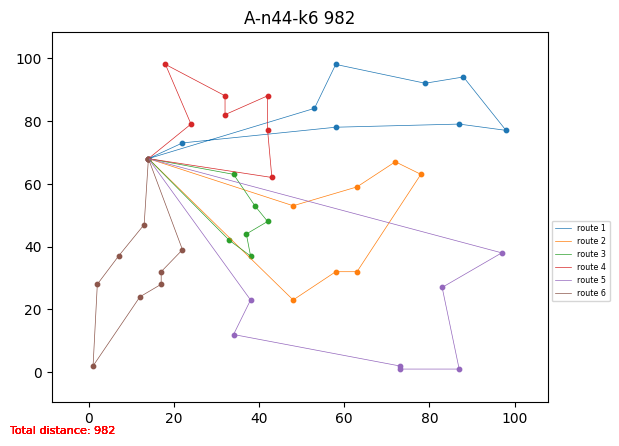 A-n44-k6 982
100
80
60
40
20
0
0 20 40 60 80 100
route 1
route 2
route 3
route 4
route 5
route 6
Total distance: 982